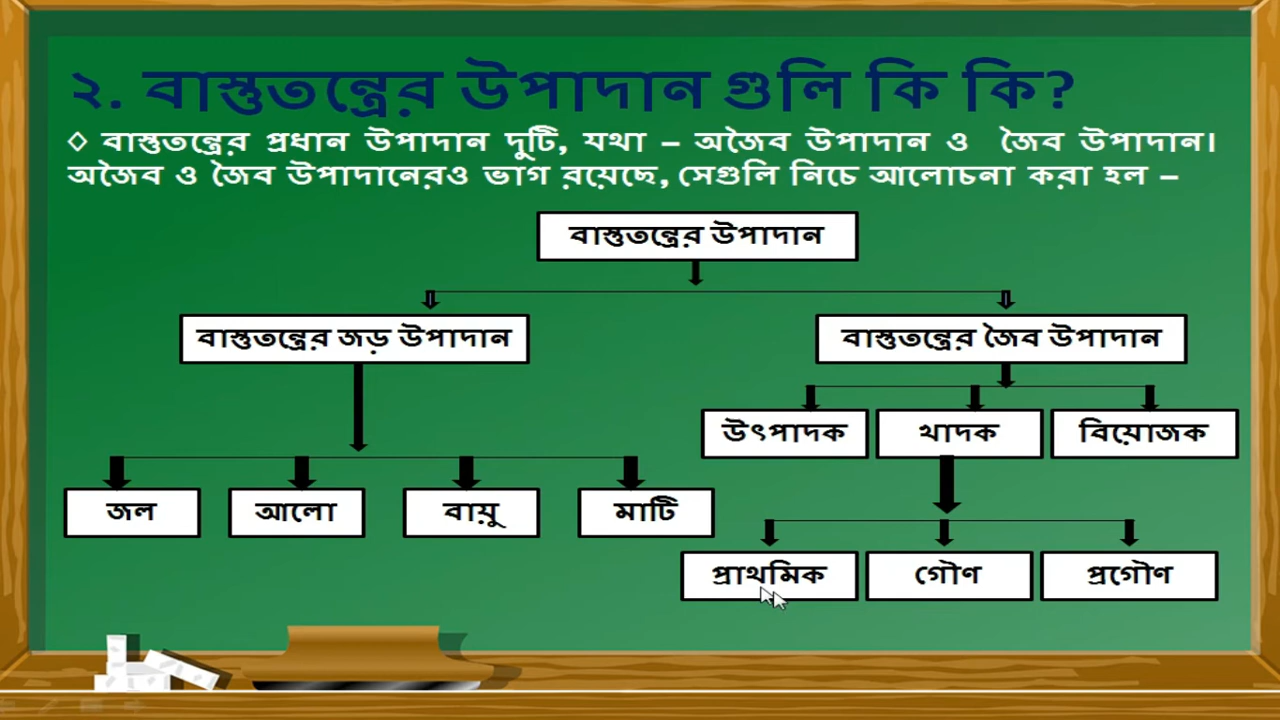 ২. বাস্তুতন্ত্রের উপাদান গুলি কি কি?
◊ বাস্তুতন্ত্রের প্রধান উপাদান দুটি, যথা – অজৈব উপাদান ও জৈব উপাদান।
অজৈব ও জৈব উপাদানেরও ভাগ রয়েছে, সেগুলি নিচে আলোচনা করা হল –
বাস্তুতন্ত্রের উপাদান
বাস্তুতন্ত্রের জড় উপাদান
বাস্তুতন্ত্রের জৈব উপাদান
উৎপাদক
খাদক
বিয়োজক
জল
আলো
বায়ু
মাটি
প্রাথমিক
গৌণ
প্রগৌণ